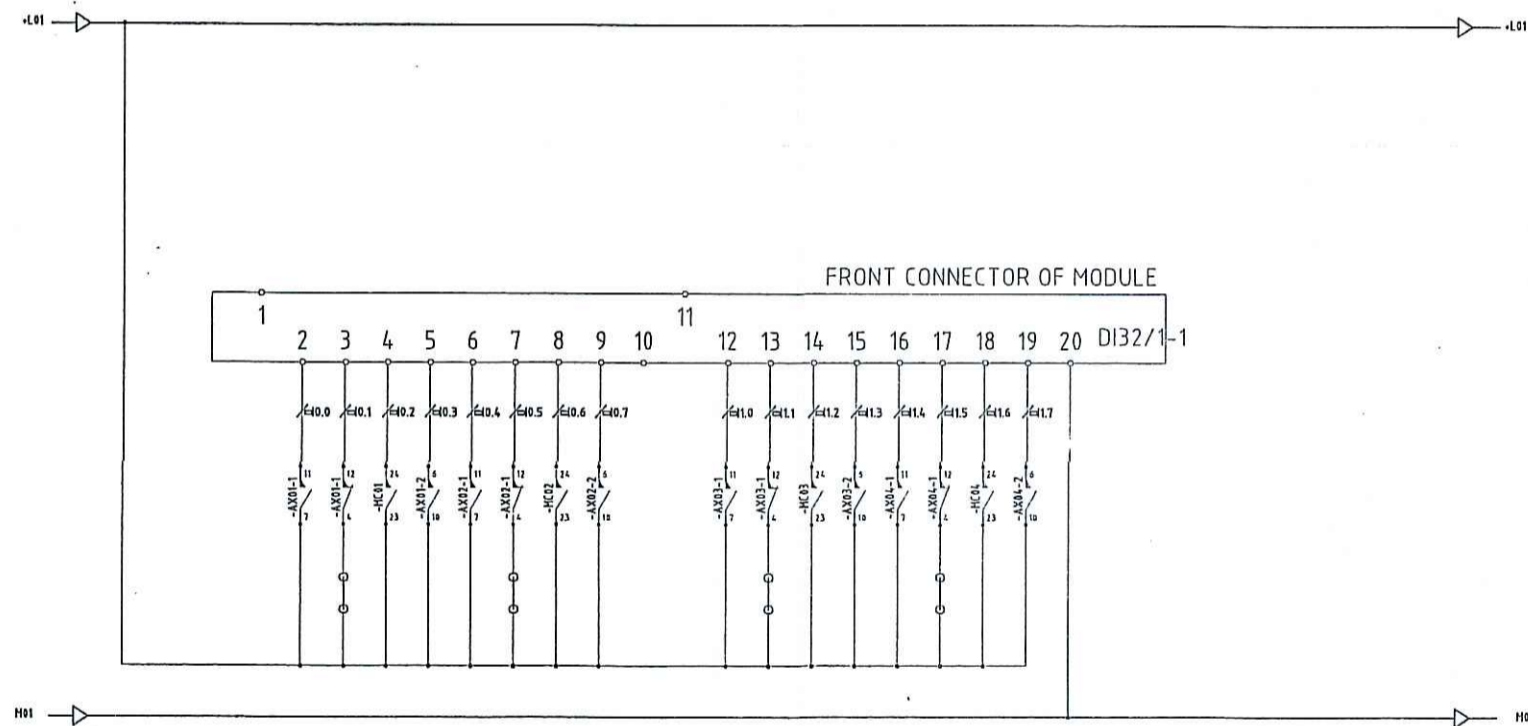 +L01 +L01
FRONT CONNECTOR OF MODULE
1 11
2 3 4 5 6 7 8 9 10 12 13 14 15 16 17 18 19 20 DI32/1-1
I0.0 I0.1 I0.2 I0.3 I0.4 I0.5 I0.6 I0.7 I1.0 I1.1 I1.2 I1.3 I1.4 I1.5 I1.6 I1.7
11 12 24 6 11 12 24 6 11 12 24 5 11 12 24 6
-AX01-1 -AX01-1 -MC01 -AX01-2 -AX02-1 -AX02-1 -MC02 -AX02-2 -AX03-1 -AX03-1 -MC03 -AX03-2 -AX04-1 -AX04-1 -MC04 -AX04-2
7 4 23 10 7 4 23 10 7 4 23 10 7 4 23 10
M01 M0